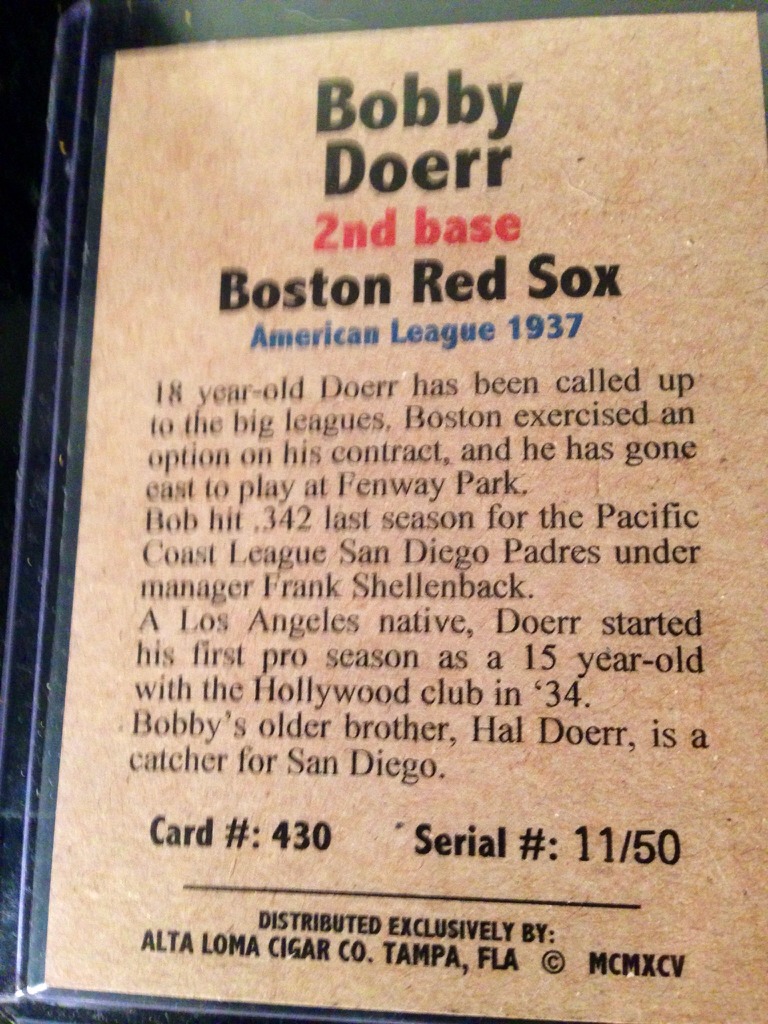 Bobby
Doerr
2nd base
Boston Red Sox
American League 1937
18 year-old Doerr has been called up
to the big leagues. Boston exercised an
option on his contract, and he has gone
east to play at Fenway Park.
Bob hit .342 last season for the Pacific
Coast League San Diego Padres under
manager Frank Shellenback.
A Los Angeles native, Doerr started
his first pro season as a 15 year-old
with the Hollywood club in ‘34.
Bobby's older brother, Hal Doerr, is a
catcher for San Diego.
Card #: 430 Serial #: 11/50
DISTRIBUTED EXCLUSIVELY BY:
ALTA LOMA CIGAR CO. TAMPA, FLA © MCMXCV